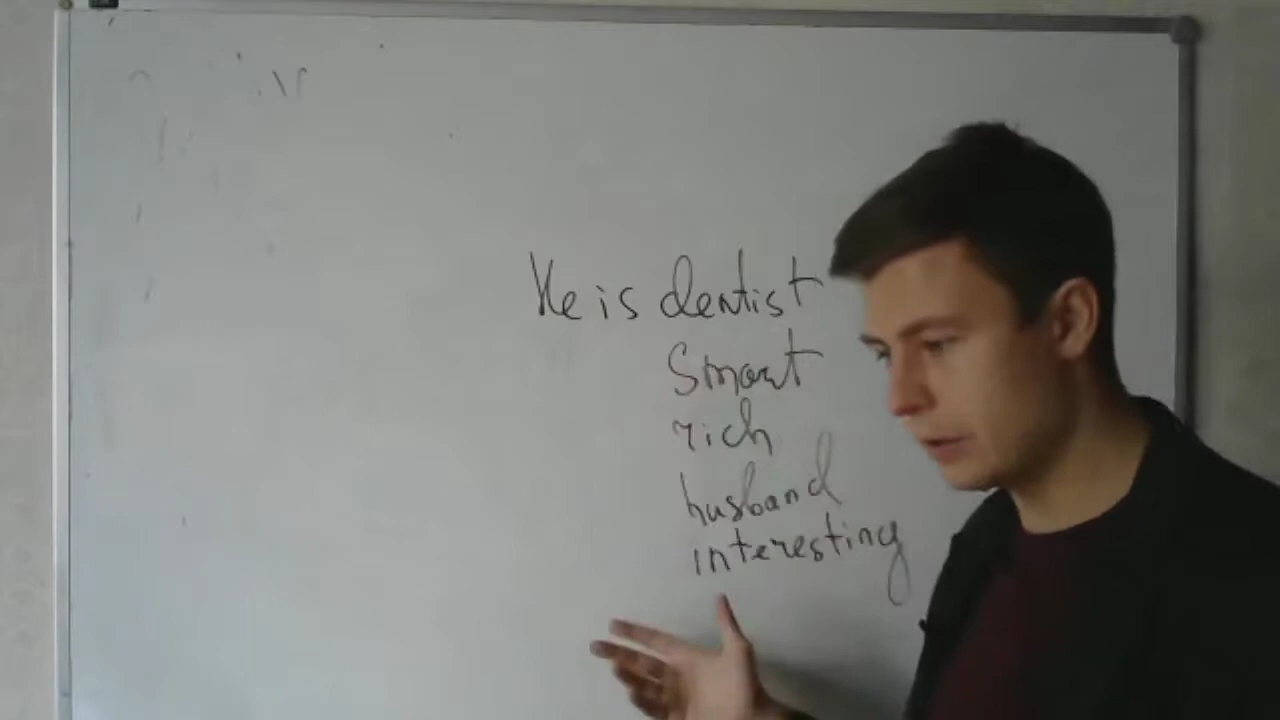 He is dentist
Smart
rich
husband
interesting